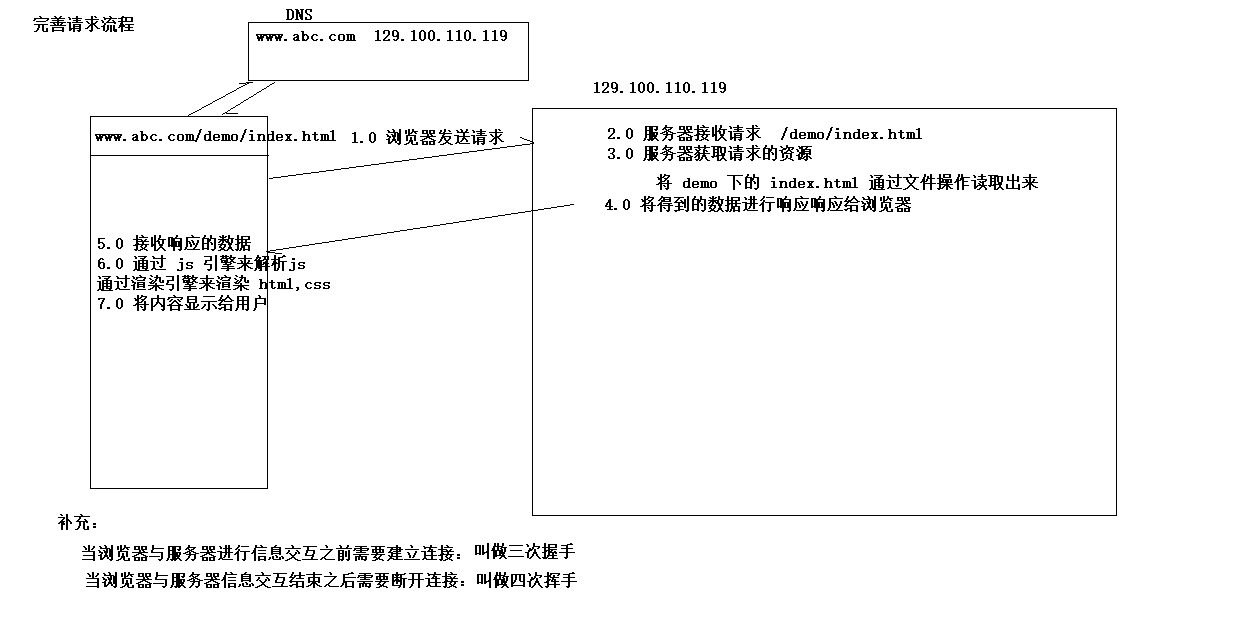 完善请求流程
DNS
www.abc.com 129.100.110.119
129.100.110.119
www.abc.com/demo/index.html
1.0 浏览器发送请求
2.0 服务器接收请求 /demo/index.html
3.0 服务器获取请求的资源
将 demo 下的 index.html 通过文件操作读取出来
4.0 将得到的数据进行响应响应给浏览器
5.0 接收响应的数据
6.0 通过 js 引擎来解析js
通过渲染引擎来渲染 html,css
7.0 将内容显示给用户
补充：
当浏览器与服务器进行信息交互之前需要建立连接：叫做三次握手
当浏览器与服务器信息交互结束之后需要断开连接：叫做四次挥手